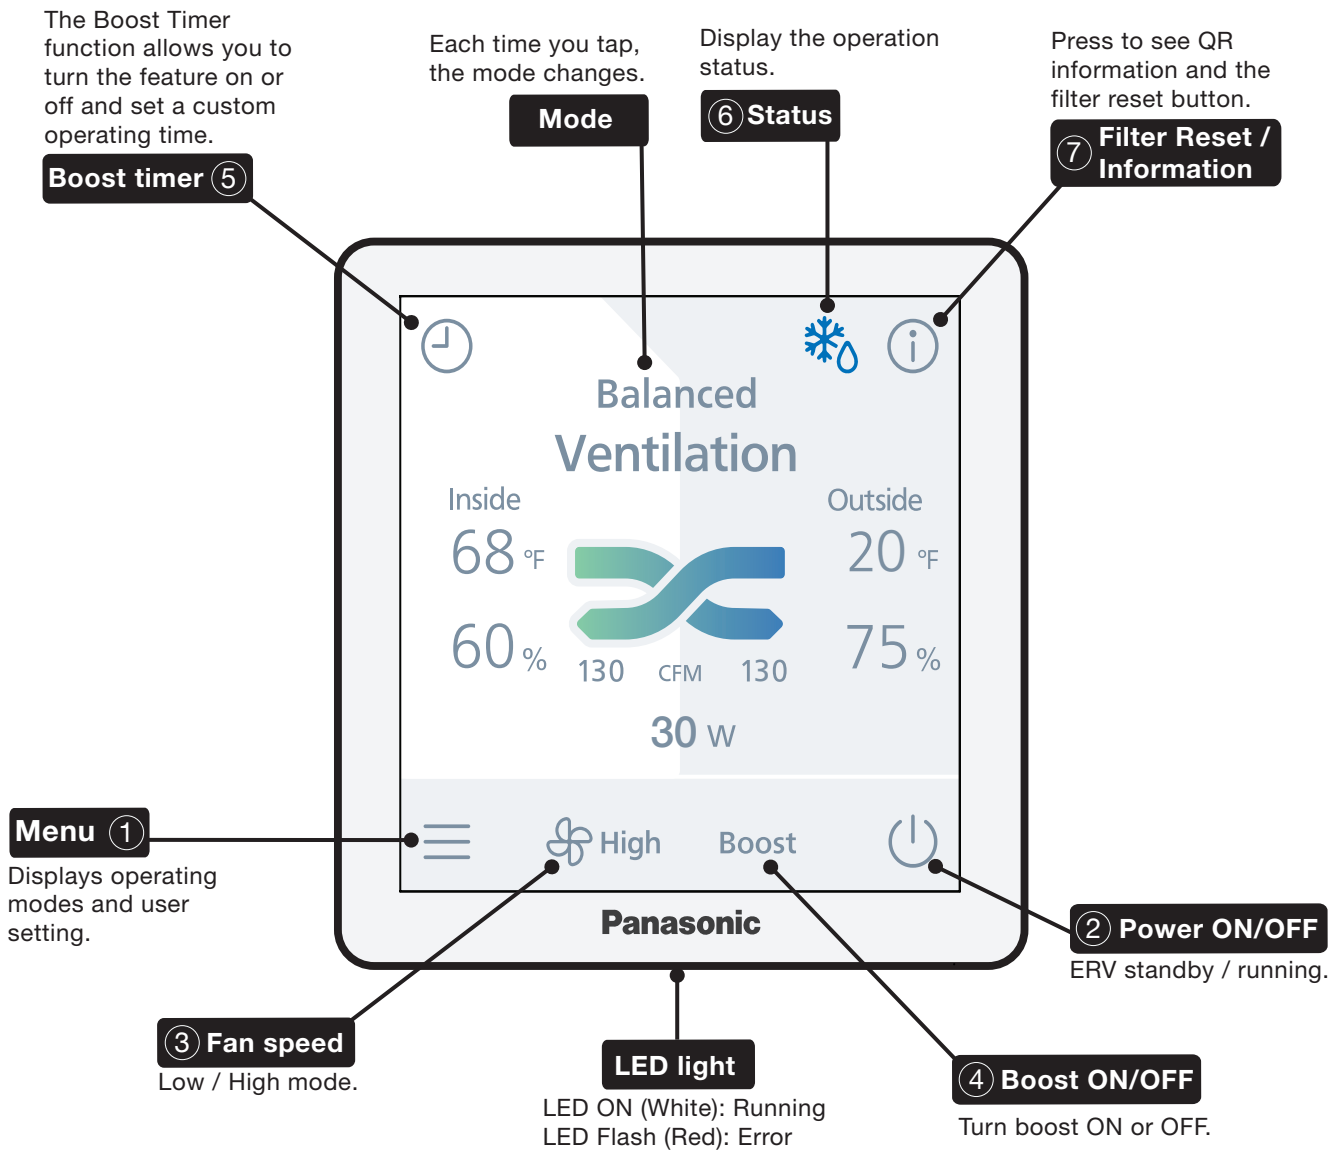 The Boost Timer
function allows you to
turn the feature on or
off and set a custom
operating time.
Boost timer ⑤
Each time you tap,
the mode changes.
Mode
Display the operation
status.
⑥ Status
Press to see QR
information and the
filter reset button.
⑦ Filter Reset /
Information
Balanced
Ventilation
Inside
68 °F
60 %
Outside
20 °F
75 %
130 CFM 130
30 W
High
Boost
Panasonic
Menu ①
Displays operating
modes and user
setting.
② Power ON/OFF
ERV standby / running.
③ Fan speed
Low / High mode.
LED light
LED ON (White): Running
LED Flash (Red): Error
④ Boost ON/OFF
Turn boost ON or OFF.